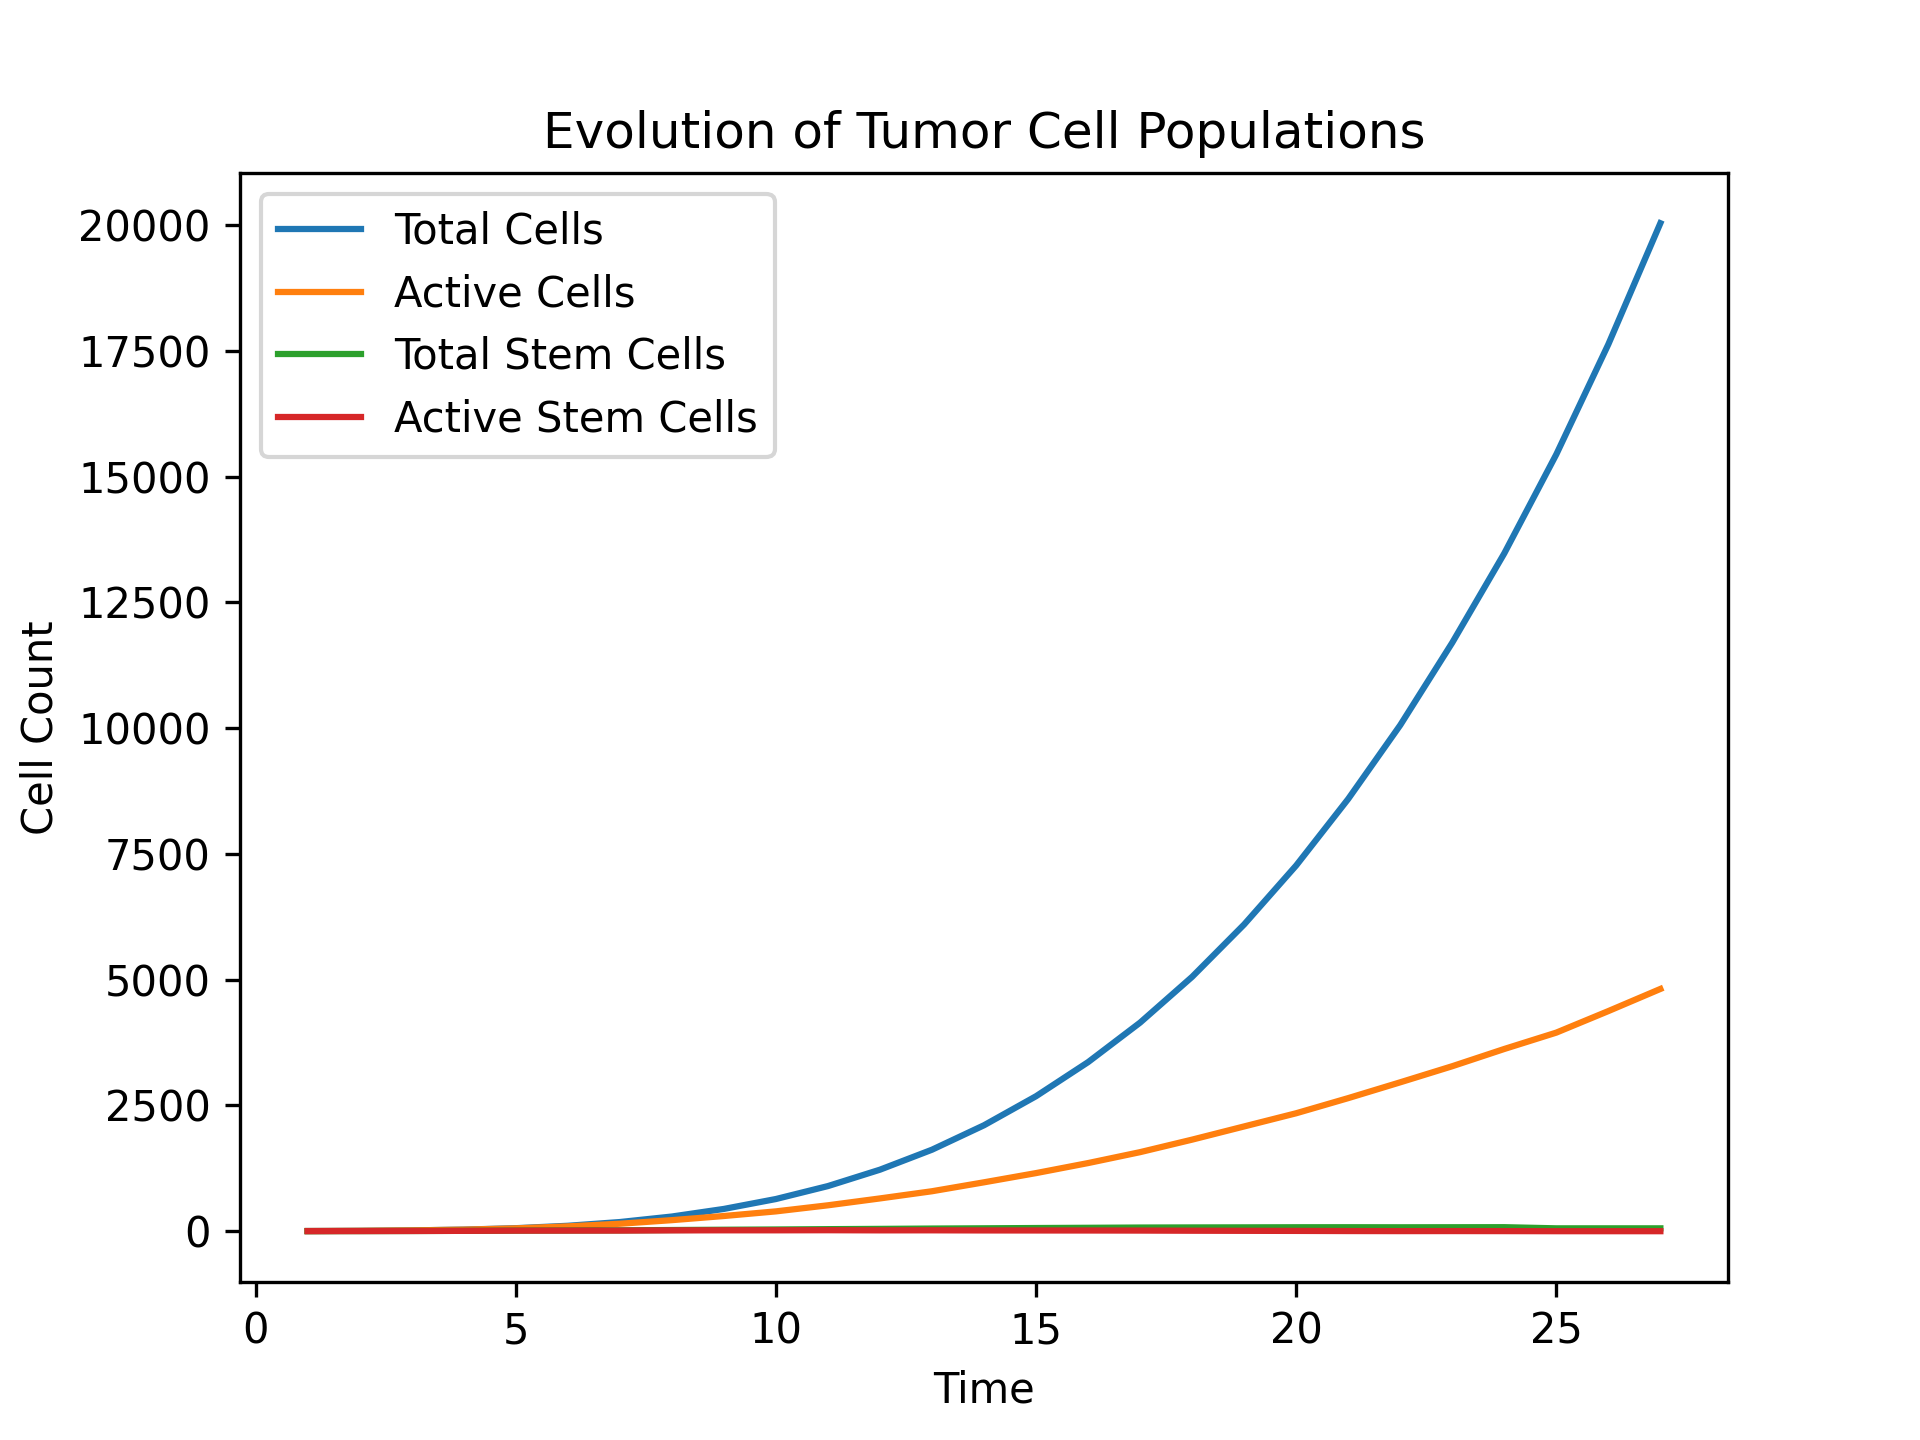 Evolution of Tumor Cell Populations
Total Cells
Active Cells
Total Stem Cells
Active Stem Cells
20000
17500
15000
12500
10000
7500
5000
2500
0
Cell Count
0 5 10 15 20 25
Time